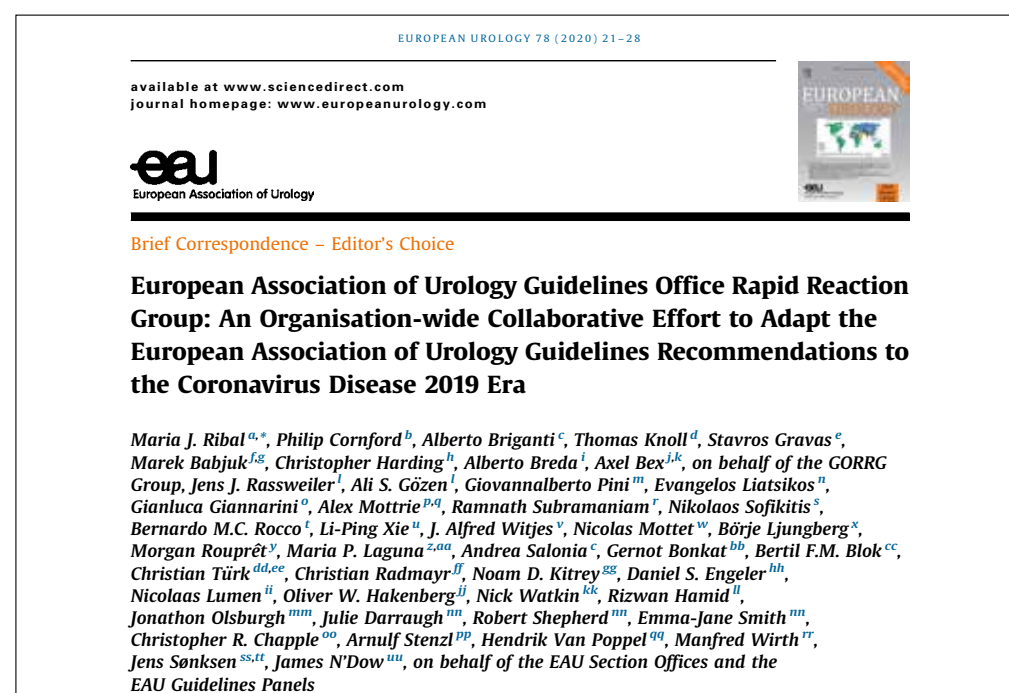 EUROPEAN UROLOGY 78 (2020) 21–28
available at www.sciencedirect.com
journal homepage: www.europeanurology.com
EUROPEAN
UROLOGY
eau
eau
European Association of Urology
Brief Correspondence – Editor's Choice
European Association of Urology Guidelines Office Rapid Reaction
Group: An Organisation-wide Collaborative Effort to Adapt the
European Association of Urology Guidelines Recommendations to
the Coronavirus Disease 2019 Era
Maria J. Ribal a,*, Philip Cornford b, Alberto Briganti c, Thomas Knoll d, Stavros Gravas e,
Marek Babjuk f,g, Christopher Harding h, Alberto Breda i, Axel Bex j,k, on behalf of the GORRG
Group, Jens J. Rassweiler l, Ali S. Gözen l, Giovannalberto Pini m, Evangelos Liatsikos n,
Gianluca Giannarini o, Alex Mottrie p,q, Ramnath Subramaniam r, Nikolaos Sofikitis s,
Bernardo M.C. Rocco t, Li-Ping Xie u, J. Alfred Witjes v, Nicolas Mottet w, Börje Ljungberg x,
Morgan Rouprêt y, Maria P. Laguna z,aa, Andrea Salonia c, Gernot Bonkat bb, Bertil F.M. Blok cc,
Christian Türk dd,ee, Christian Radmayr ff, Noam D. Kitrey gg, Daniel S. Engeler hh,
Nicolaas Lumen ii, Oliver W. Hakenberg jj, Nick Watkin kk, Rizwan Hamid ll,
Jonathon Olsburgh mm, Julie Darraugh nn, Robert Shepherd nn, Emma-Jane Smith nn,
Christopher R. Chapple oo, Arnulf Stenzl pp, Hendrik Van Poppel qq, Manfred Wirth rr,
Jens Sønksen ss,tt, James N'Dow uu, on behalf of the EAU Section Offices and the
EAU Guidelines Panels